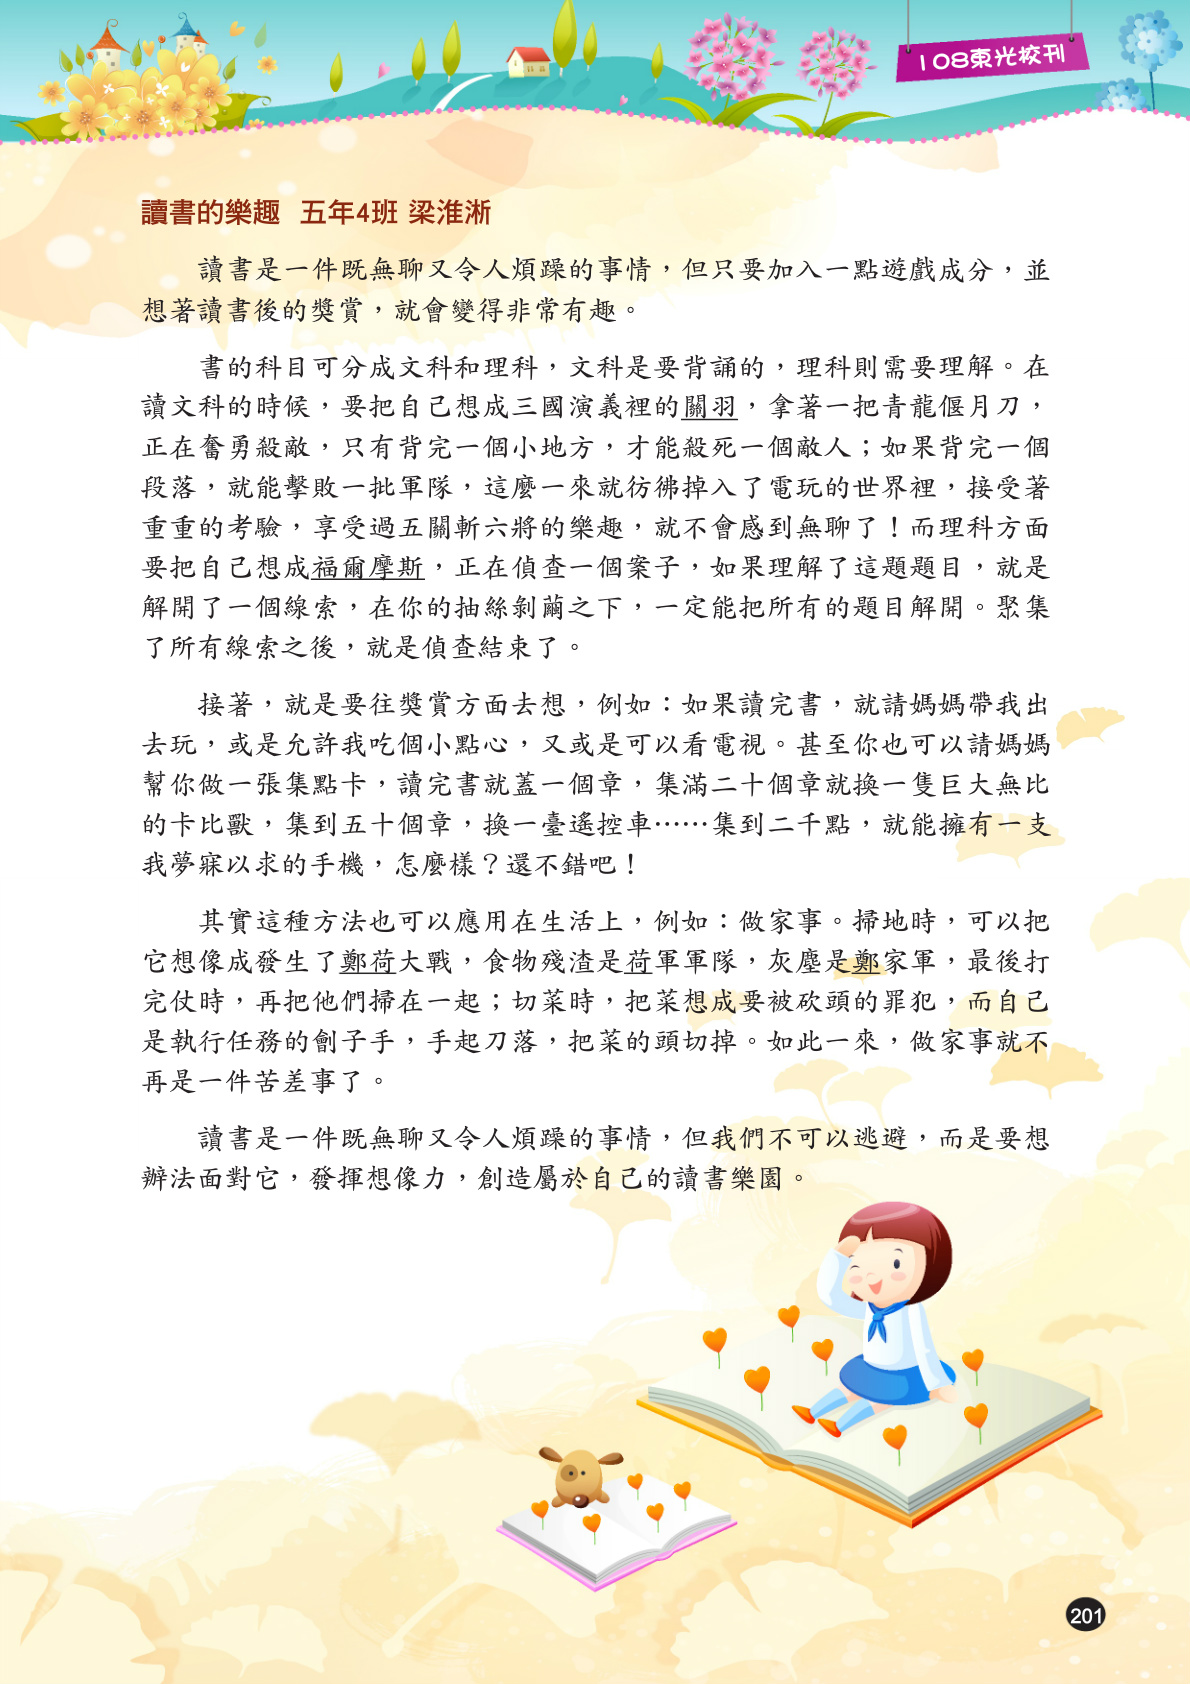 108東光校刊
讀書的樂趣 五年4班 梁淮淅
讀書是一件既無聊又令人煩躁的事情，但只要加入一點遊戲成分，並
想著讀書後的獎賞，就會變得非常有趣。
書的科目可分成文科和理科，文科是要背誦的，理科則需要理解。在
讀文科的時候，要把自己想成三國演義裡的關羽，拿著一把青龍偃月刀，
正在奮勇殺敵，只有背完一個小地方，才能殺死一個敵人；如果背完一個
段落，就能擊敗一批軍隊，這麼一來就彷彿掉入了電玩的世界裡，接受著
重重的考驗，享受過五關斬六將的樂趣，就不會感到無聊了！而理科方面
要把自己想成福爾摩斯，正在偵查一個案子，如果理解了這題題目，就是
解開了一個線索，在你的抽絲剝繭之下，一定能把所有的題目解開。聚集
了所有線索之後，就是偵查結束了。
接著，就是要往獎賞方面去想，例如：如果讀完書，就請媽媽帶我出
去玩，或是允許我吃個小點心，又或是可以看電視。甚至你也可以請媽媽
幫你做一張集點卡，讀完書就蓋一個章，集滿二十個章就換一隻巨大無比
的卡比獸，集到五十個章，換一臺遙控車……集到二千點，就能擁有一支
我夢寐以求的手機，怎麼樣？還不錯吧！
其實這種方法也可以應用在生活上，例如：做家事。掃地時，可以把
它想像成發生了鄭荷大戰，食物殘渣是荷軍軍隊，灰塵是鄭家軍，最後打
完仗時，再把他們掃在一起；切菜時，把菜想成要被砍頭的罪犯，而自己
是執行任務的劊子手，手起刀落，把菜的頭切掉。如此一來，做家事就不
再是一件苦差事了。
讀書是一件既無聊又令人煩躁的事情，但我們不可以逃避，而是要想
辦法面對它，發揮想像力，創造屬於自己的讀書樂園。
201